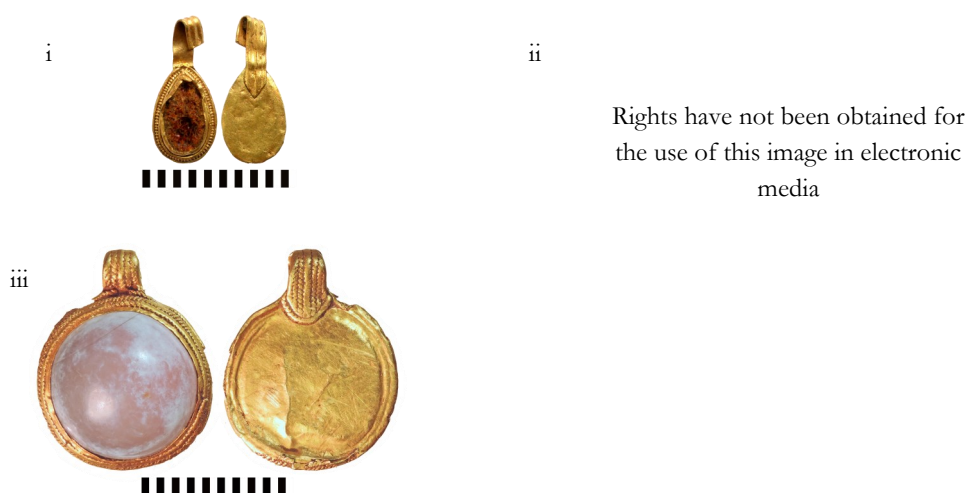 i
ii
Rights have not been obtained for
the use of this image in electronic
media
iii